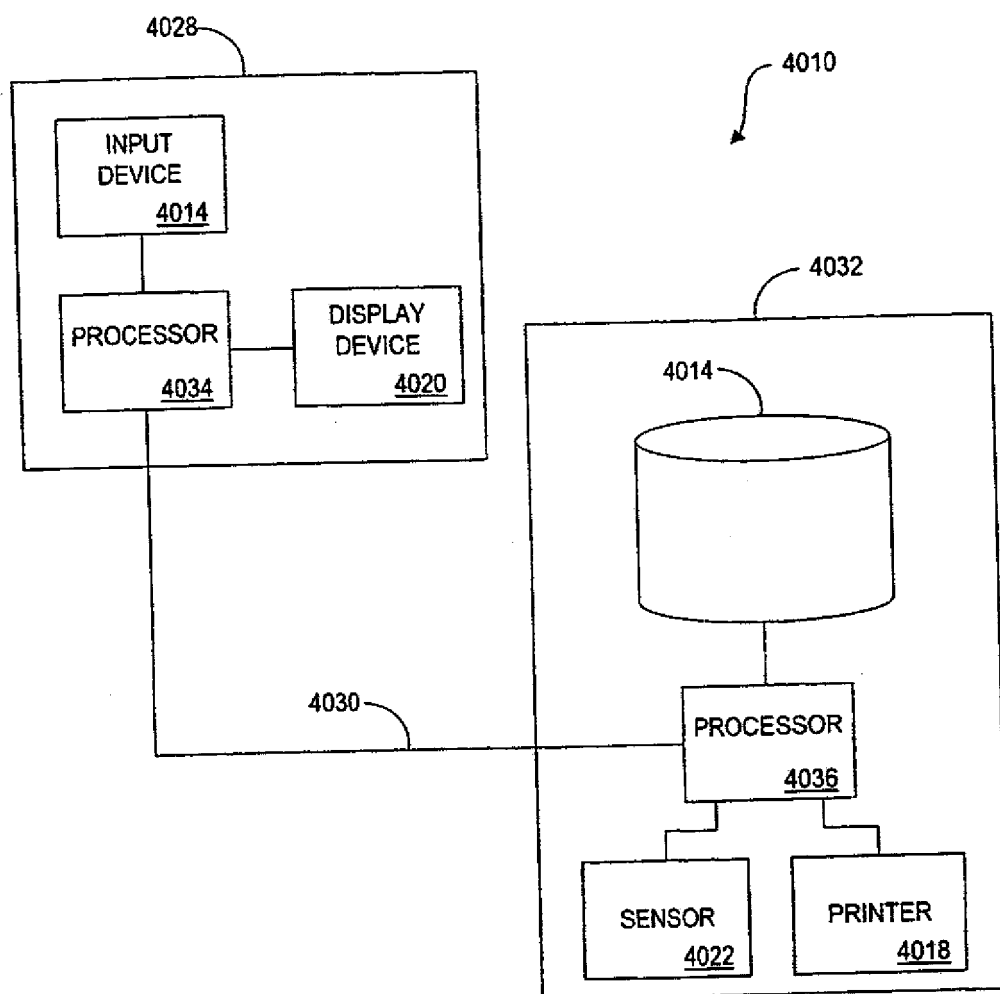 4028
4010
INPUT
DEVICE
4014
4032
PROCESSOR
4034
DISPLAY
DEVICE
4020
4014
4030
PROCESSOR
4036
SENSOR
4022
PRINTER
4018